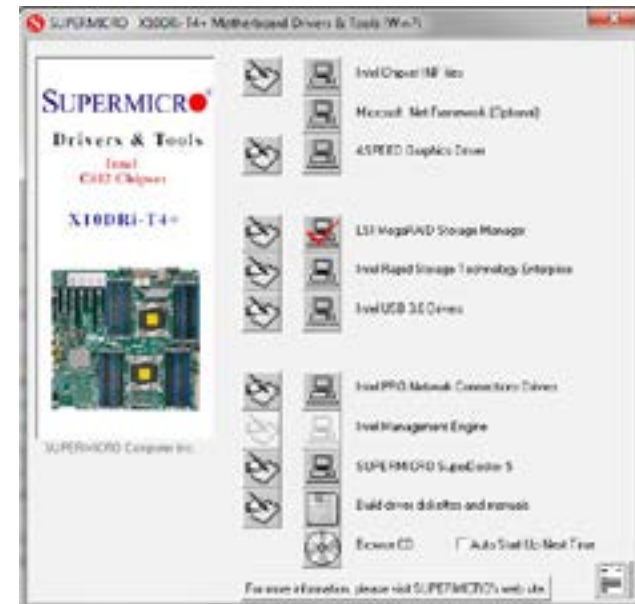 SUPERMICRO X10DRi-T4+ Motherboard Drivers & Tools (Win7)
SUPERMICRO
Drivers & Tools
Intel
C612 Chipset
X10DRi-T4+
SUPERMICRO Computer Inc.
Intel Chipset INF files
Microsoft .Net Framework (Optional)
ASPEED Graphics Driver
LSI MegaRAID Storage Manager
Intel Rapid Storage Technology Enterprise
Intel USB 3.0 Drivers
Intel PRO Network Connections Drivers
Intel Management Engine
SUPERMICRO SuperDoctor 5
Build driver diskettes and manuals
Browse CD
Auto Start Up Next Time
For more information, please visit SUPERMICRO's web site.